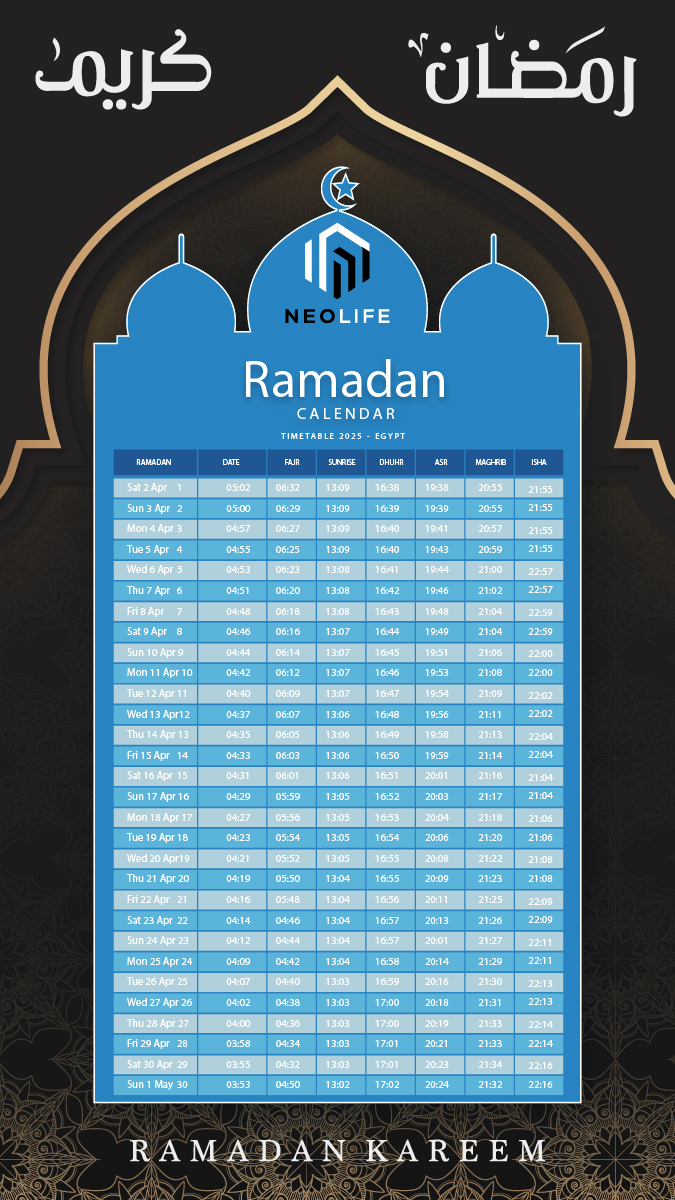 رمضان كريم
NEOLIFE
Ramadan
CALENDAR
TIMETABLE 2025 - EGYPT
RAMADAN DATE FAJR SUNRISE DHUHR ASR MAGHRIB ISHA
Sat 2 Apr 1 05:02 06:32 13:09 16:38 19:38 20:55 21:55
Sun 3 Apr 2 05:00 06:29 13:09 16:39 19:39 20:55 21:55
Mon 4 Apr 3 04:57 06:27 13:09 16:40 19:41 20:57 21:55
Tue 5 Apr 4 04:55 06:25 13:09 16:40 19:43 20:59 21:55
Wed 6 Apr 5 04:53 06:23 13:08 16:41 19:44 21:00 22:57
Thu 7 Apr 6 04:51 06:20 13:08 16:42 19:46 21:02 22:57
Fri 8 Apr 7 04:48 06:18 13:08 16:43 19:48 21:04 22:59
Sat 9 Apr 8 04:46 06:16 13:07 16:44 19:49 21:04 22:59
Sun 10 Apr 9 04:44 06:14 13:07 16:45 19:51 21:06 22:00
Mon 11 Apr 10 04:42 06:12 13:07 16:46 19:53 21:08 22:00
Tue 12 Apr 11 04:40 06:09 13:07 16:47 19:54 21:09 22:02
Wed 13 Apr12 04:37 06:07 13:06 16:48 19:56 21:11 22:02
Thu 14 Apr 13 04:35 06:05 13:06 16:49 19:58 21:13 22:04
Fri 15 Apr 14 04:33 06:03 13:06 16:50 19:59 21:14 22:04
Sat 16 Apr 15 04:31 06:01 13:06 16:51 20:01 21:16 21:04
Sun 17 Apr 16 04:29 05:59 13:05 16:52 20:03 21:17 21:04
Mon 18 Apr 17 04:27 05:56 13:05 16:53 20:04 21:18 21:06
Tue 19 Apr 18 04:23 05:54 13:05 16:54 20:06 21:20 21:06
Wed 20 Apr19 04:21 05:52 13:05 16:55 20:08 21:22 21:08
Thu 21 Apr 20 04:19 05:50 13:04 16:55 20:09 21:23 21:08
Fri 22 Apr 21 04:16 05:48 13:04 16:56 20:11 21:25 22:09
Sat 23 Apr 22 04:14 04:46 13:04 16:57 20:13 21:26 22:09
Sun 24 Apr 23 04:12 04:44 13:04 16:57 20:01 21:27 22:11
Mon 25 Apr 24 04:09 04:42 13:04 16:58 20:14 21:29 22:11
Tue 26 Apr 25 04:07 04:40 13:03 16:59 20:16 21:30 22:13
Wed 27 Apr 26 04:02 04:38 13:03 17:00 20:18 21:31 22:13
Thu 28 Apr 27 04:00 04:36 13:03 17:00 20:19 21:33 22:14
Fri 29 Apr 28 03:58 04:34 13:03 17:01 20:21 21:33 22:14
Sat 30 Apr 29 03:55 04:32 13:03 17:01 20:23 21:34 22:16
Sun 1 May 30 03:53 04:50 13:02 17:02 20:24 21:32 22:16
RAMADAN KAREEM